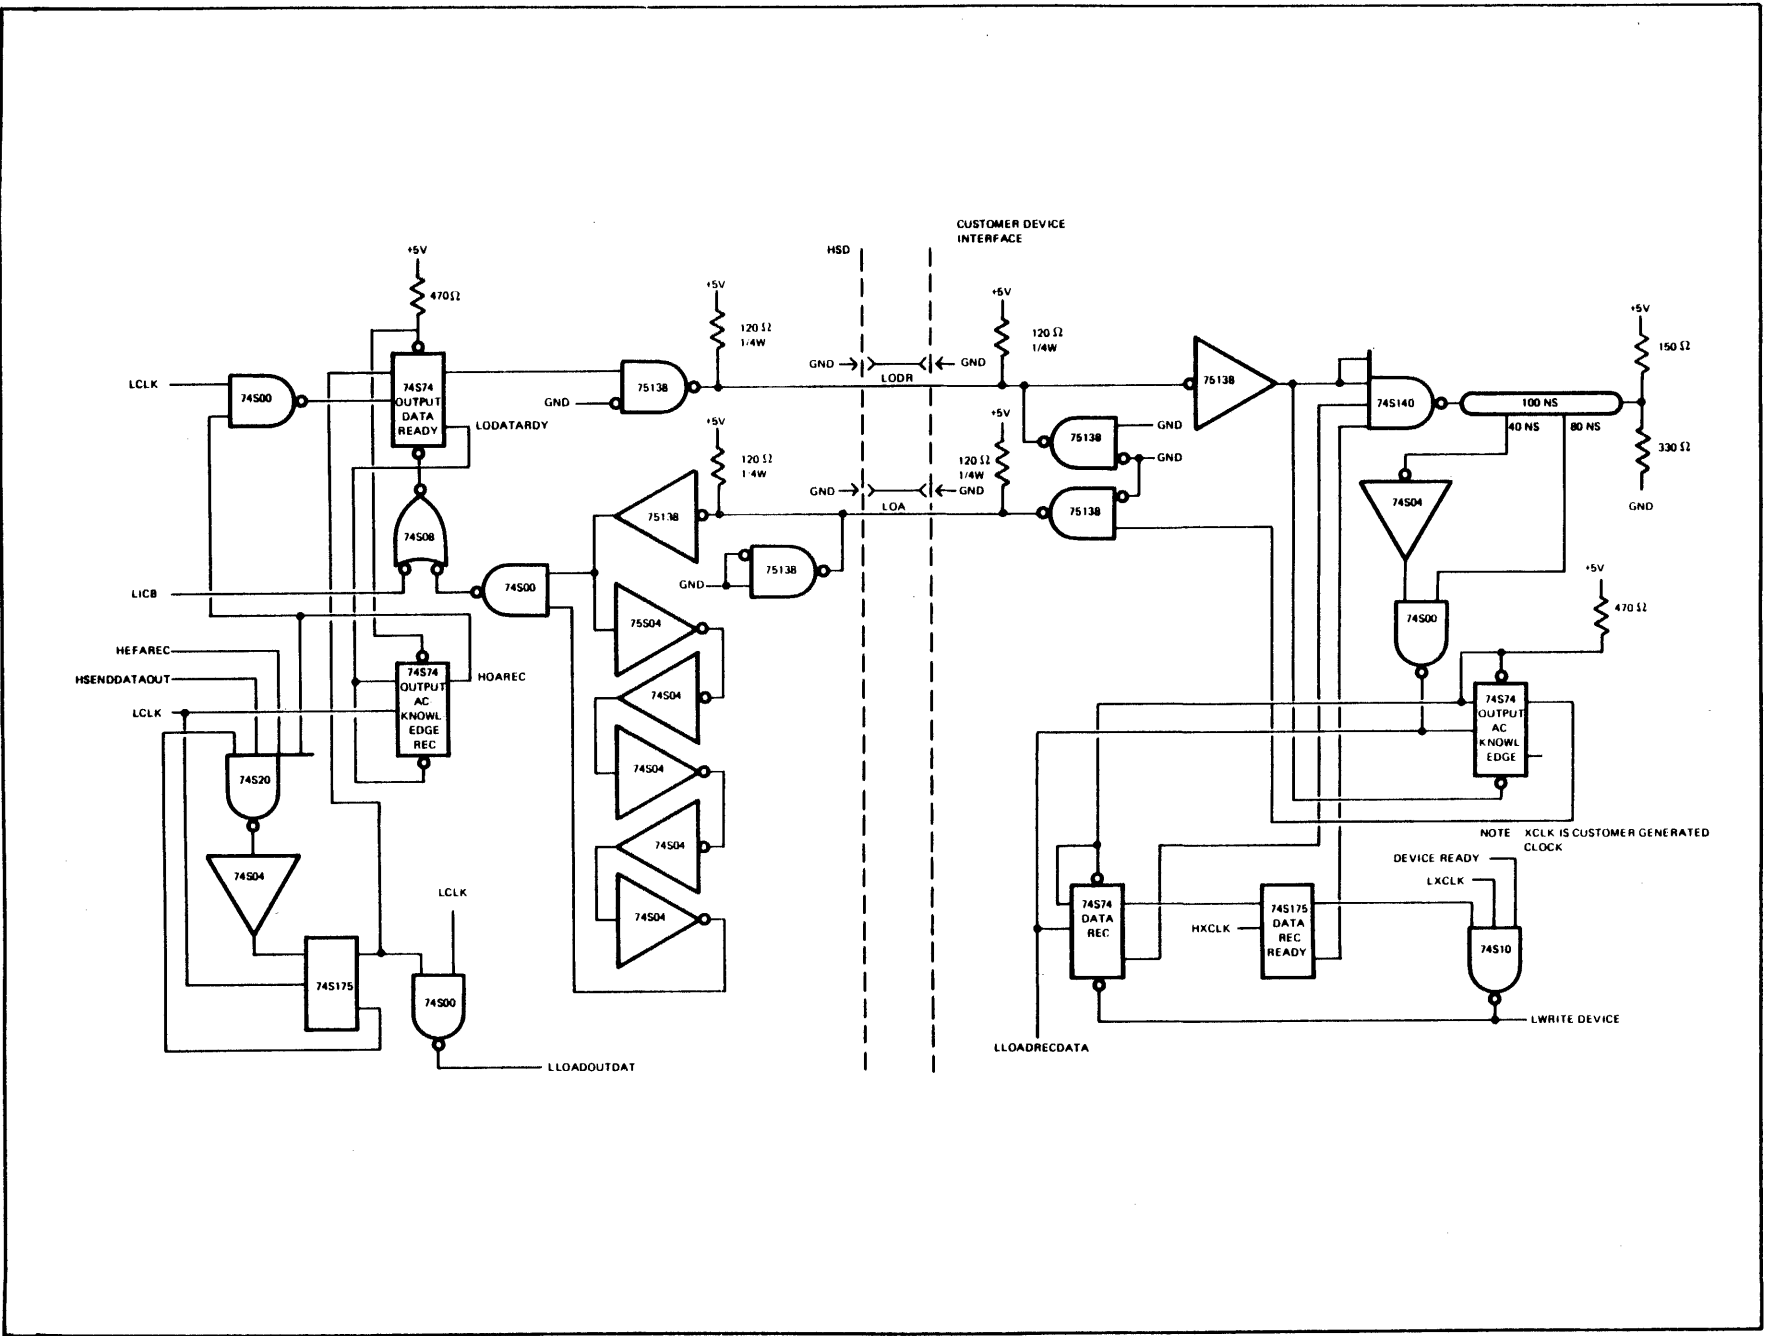 CUSTOMER DEVICE
INTERFACE
HSD
+5V
470Ω
+5V
120 Ω
1/4W
+5V
120 Ω
1/4W
+5V
150 Ω
330 Ω
GND
GND
GND
LODR
LCLK
74S00
74S74
OUTPUT
DATA
READY
LODATARDY
GND
75138
75138
74S140
100 NS
40 NS
80 NS
+5V
120 Ω
1/4W
+5V
120 Ω
1/4W
75138
GND
GND
GND
GND
LOA
75138
75138
74S04
74S08
LICB
74S00
GND
75138
+5V
470 Ω
75S04
74S00
HEFAREC
HSENDDATAOUT
LCLK
74S74
OUTPUT
AC
KNOWL
EDGE
REC
HOAREC
74S04
74S04
74S04
74S04
74S74
OUTPUT
AC
KNOWL
EDGE
NOTE XCLK IS CUSTOMER GENERATED
CLOCK
74S20
74S04
LCLK
74S175
74S00
LLOADOUTDAT
DEVICE READY
LXCLK
74S74
DATA
REC
HXCLK
74S175
DATA
REC
READY
74S10
LWRITE DEVICE
LLOADRECDATA